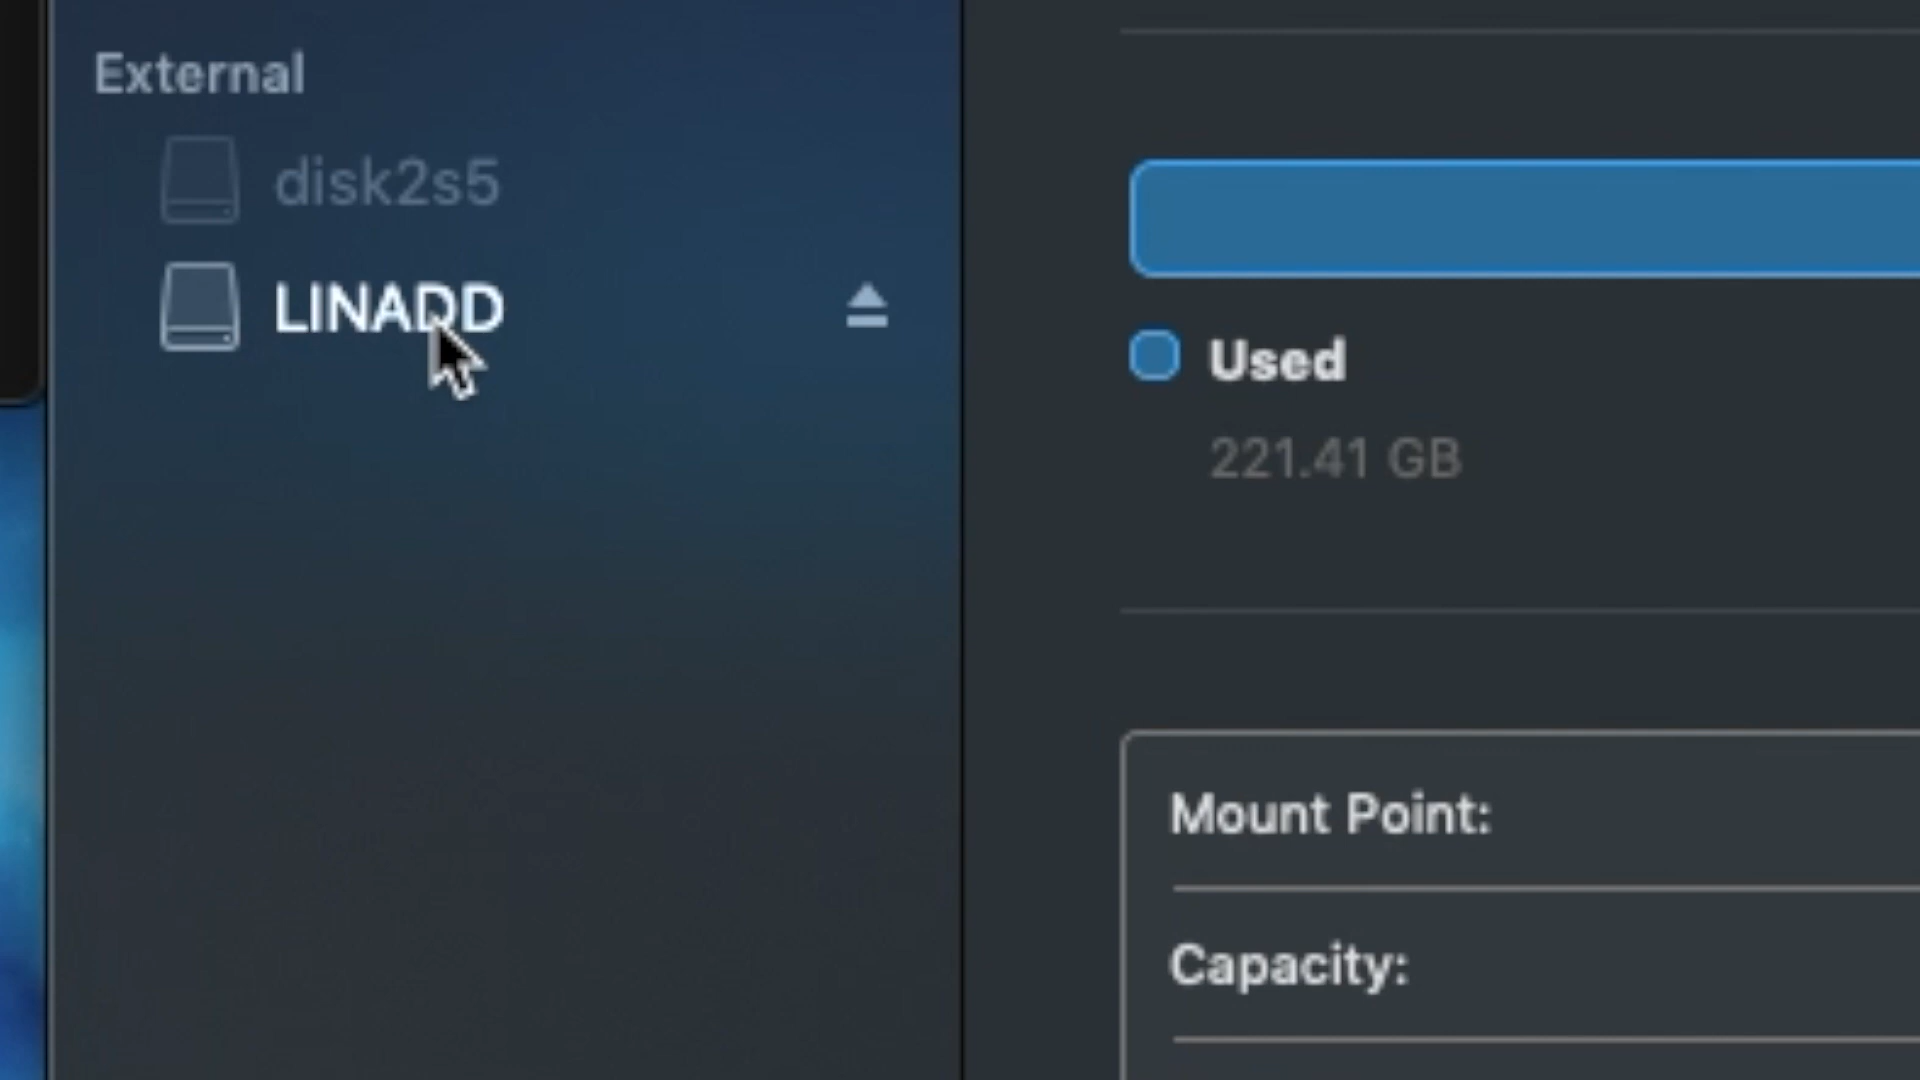 External
disk2s5
LINADD
Used
221.41 GB
Mount Point:
Capacity: